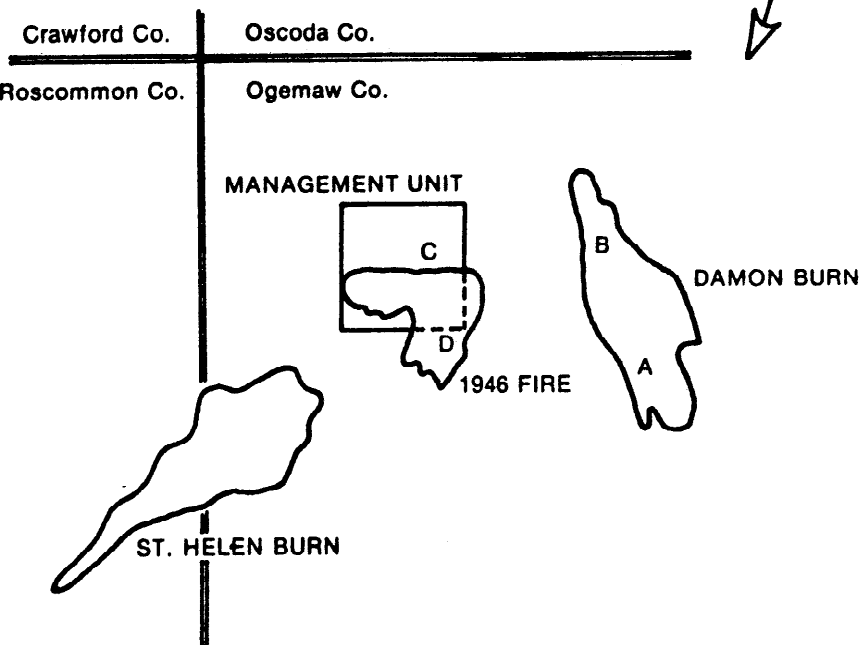 Crawford Co.
Oscoda Co.
Roscommon Co.
Ogemaw Co.
MANAGEMENT UNIT
C
B
DAMON BURN
D
A
1946 FIRE
ST. HELEN BURN